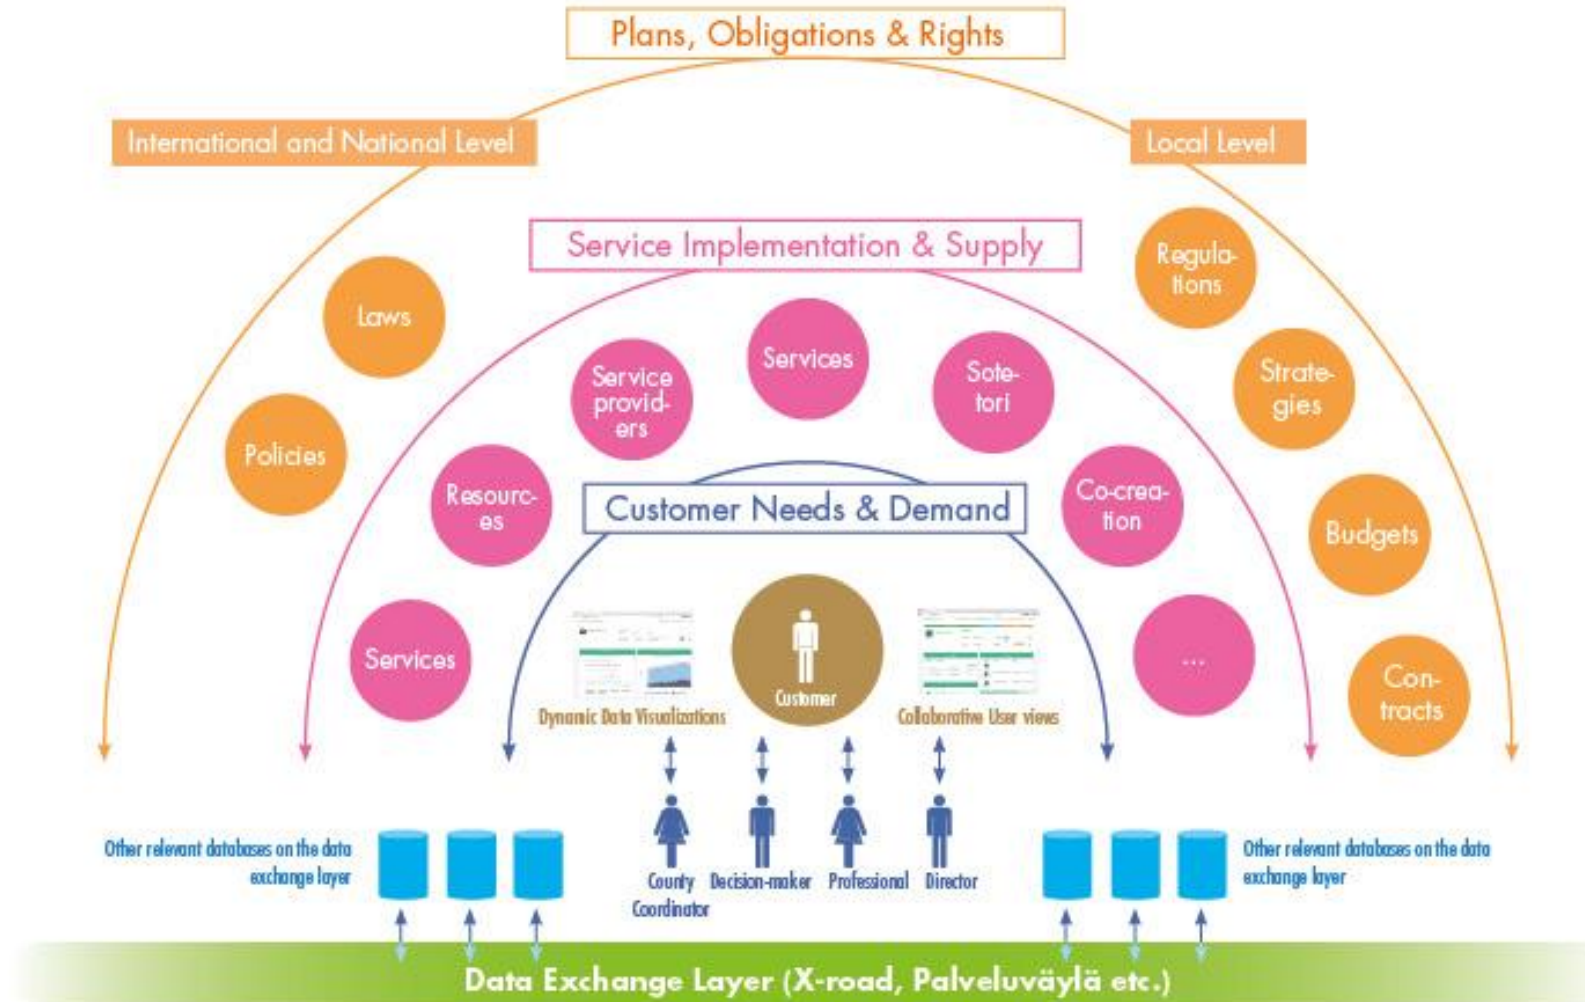 Plans, Obligations & Rights
International and National Level
Local Level
Service Implementation & Supply
Laws
Policies
Regula-
tions
Strate-
gies
Budgets
Con-
tracts
Services
Resourc-
es
Service
provid-
ers
Services
Sote-
tori
Co-crea-
tion
...
Customer Needs & Demand
Customer
Dynamic Data Visualizations
Collaborative User views
County
Coordinator
Decision-maker
Professional
Director
Other relevant databases on the data
exchange layer
Other relevant databases on the data
exchange layer
Data Exchange Layer (X-road, Palveluväylä etc.)